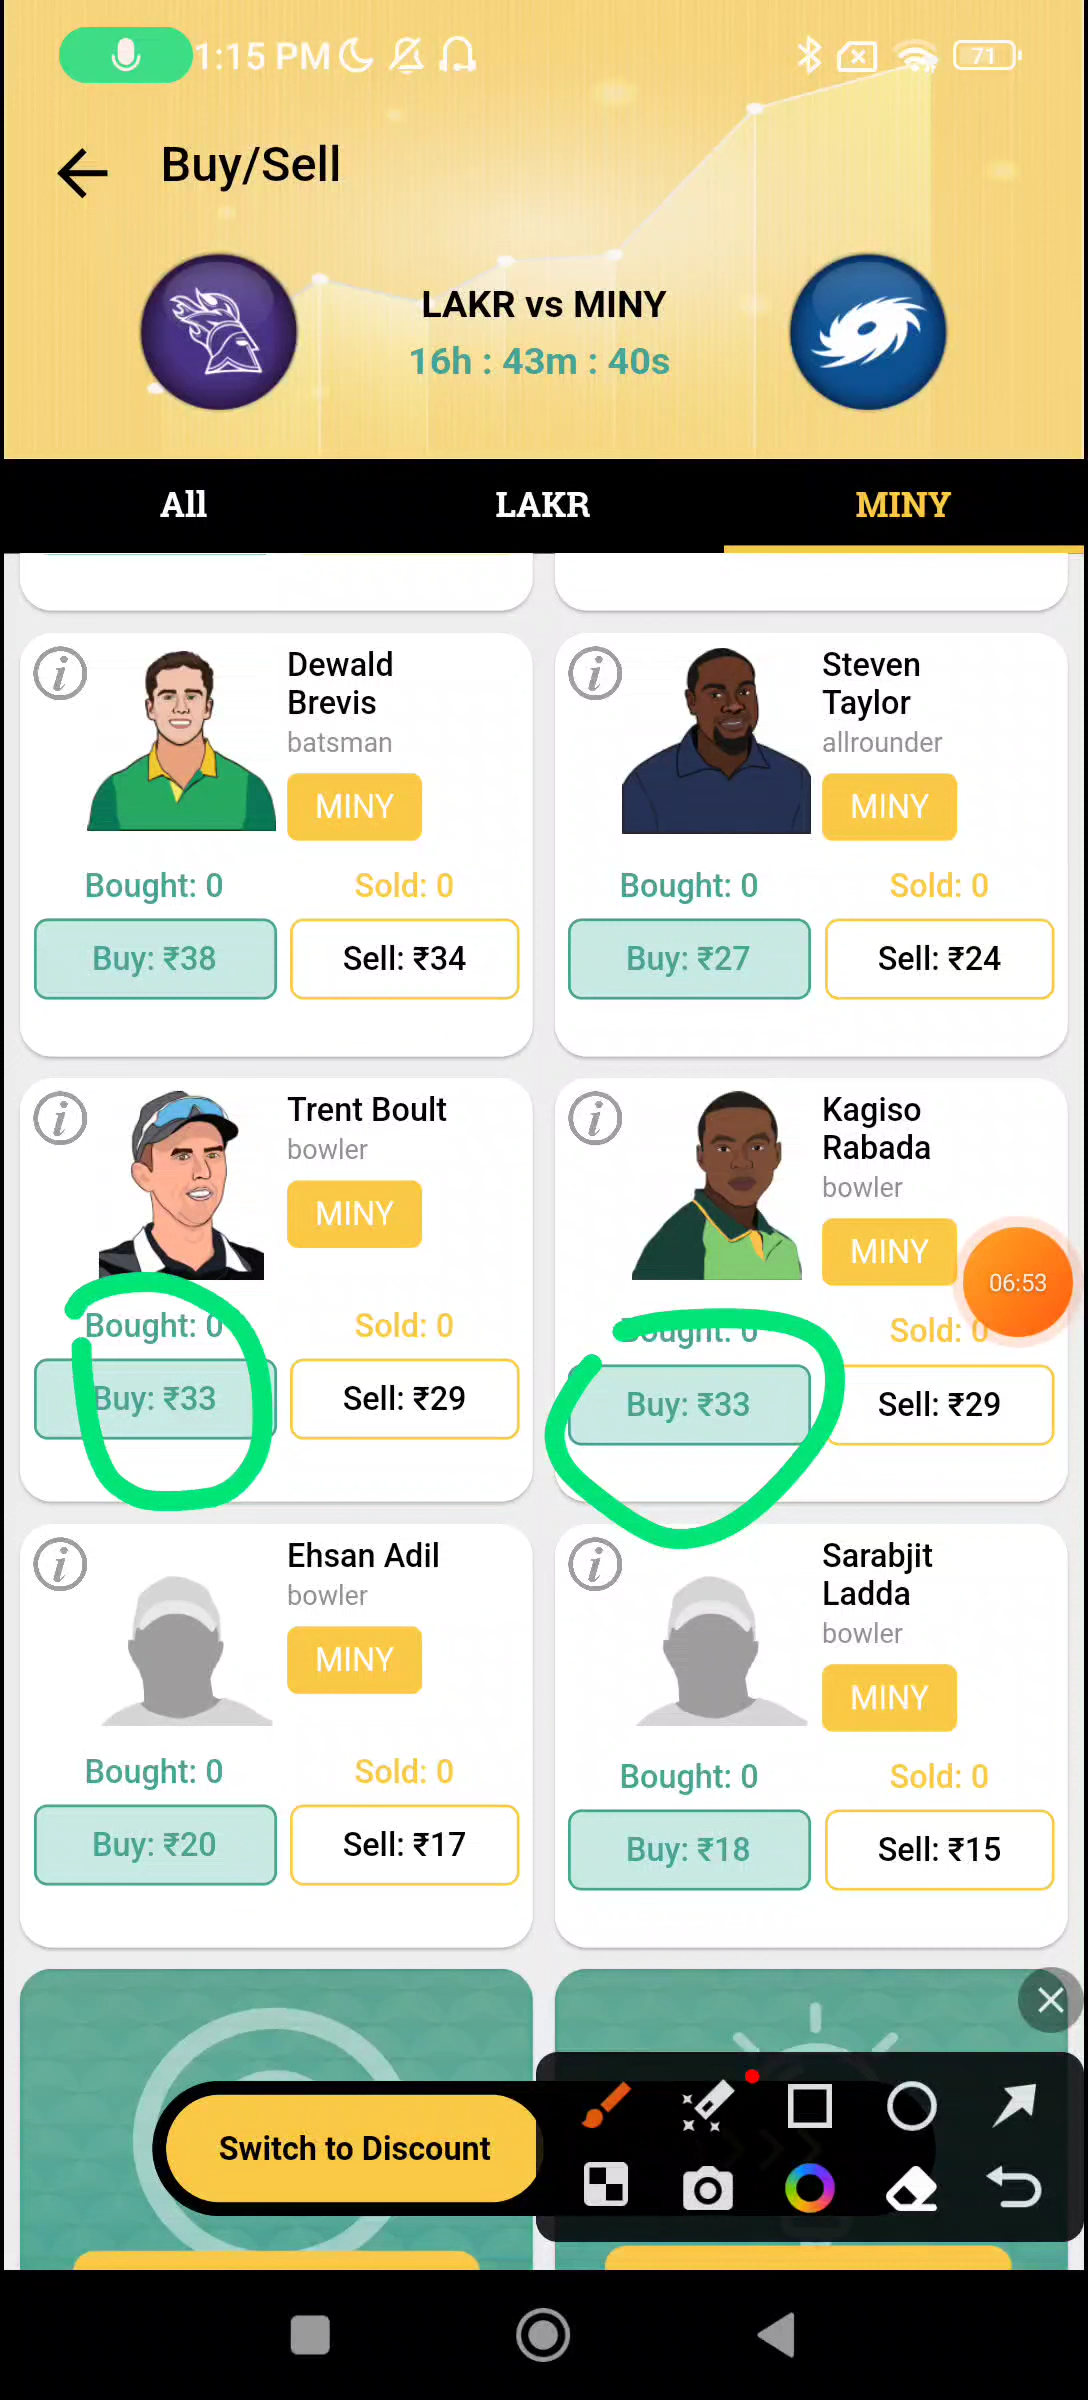 1:15 PM
71
Buy/Sell
LAKR vs MINY
16h : 43m : 40s
All LAKR MINY
Dewald
Brevis
batsman
MINY
Bought: 0 Sold: 0
Buy: ₹38 Sell: ₹34
Steven
Taylor
allrounder
MINY
Bought: 0 Sold: 0
Buy: ₹27 Sell: ₹24
Trent Boult
bowler
MINY
Bought: 0 Sold: 0
Buy: ₹33 Sell: ₹29
Kagiso
Rabada
bowler
MINY
06:53
Bought: 0 Sold: 0
Buy: ₹33 Sell: ₹29
Ehsan Adil
bowler
MINY
Bought: 0 Sold: 0
Buy: ₹20 Sell: ₹17
Sarabjit
Ladda
bowler
MINY
Bought: 0 Sold: 0
Buy: ₹18 Sell: ₹15
Switch to Discount